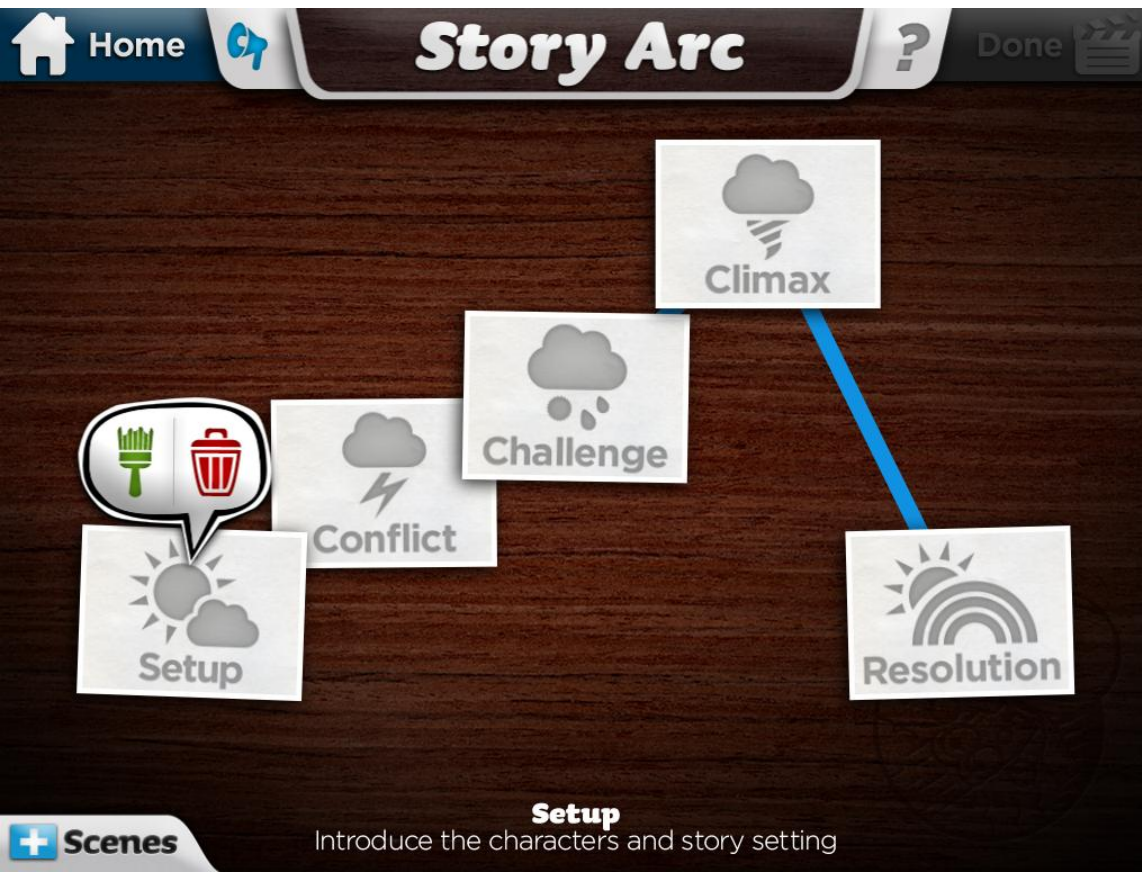 Home
Story Arc
?
Done
Climax
Challenge
Conflict
Setup
Resolution
Setup
Introduce the characters and story setting
+ Scenes